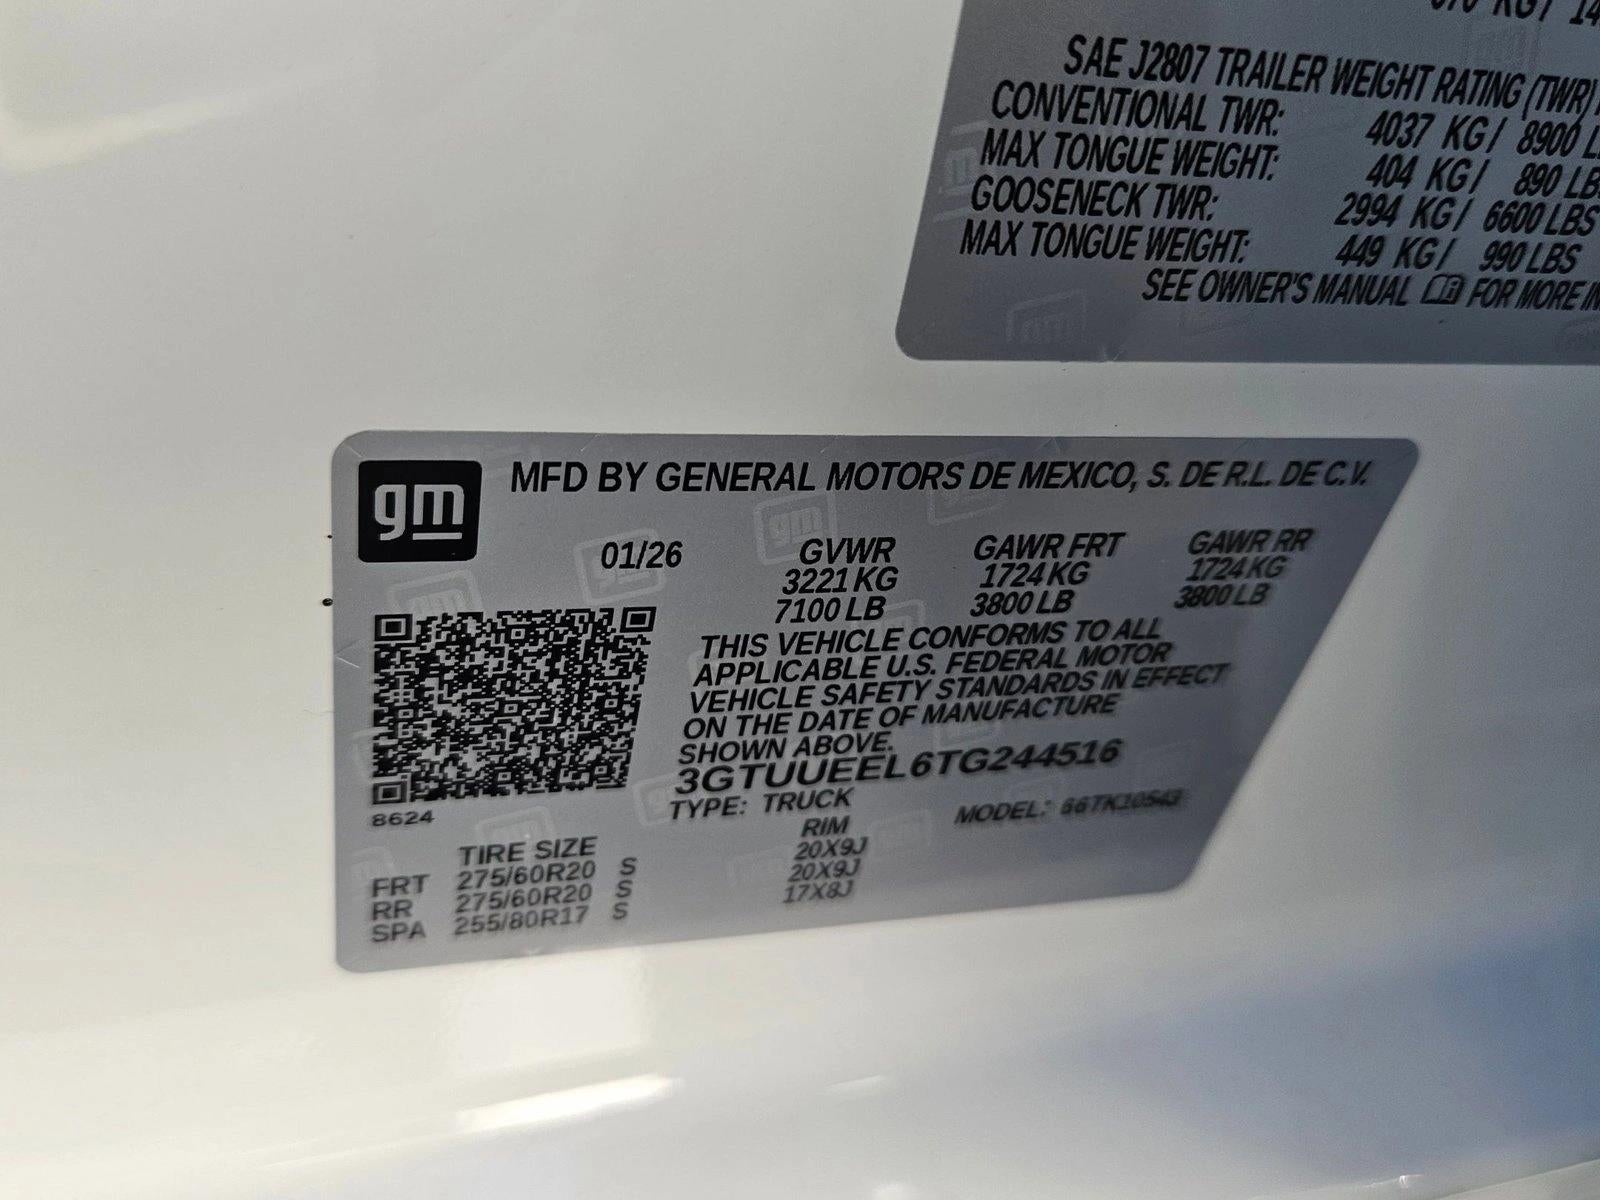 SAE J2807 TRAILER WEIGHT RATING (TWR)
CONVENTIONAL TWR: 4037 KG/ 8900
MAX TONGUE WEIGHT: 404 KG/ 890 LBS
GOOSENECK TWR: 2994 KG/ 6600 LBS
MAX TONGUE WEIGHT: 449 KG/ 990 LBS
SEE OWNER'S MANUAL FOR MORE
gm
MFD BY GENERAL MOTORS DE MEXICO, S. DE R.L. DE C.V.
01/26 GVWR GAWR FRT GAWR RR
3221 KG 1724 KG 1724 KG
7100 LB 3800 LB 3800 LB
THIS VEHICLE CONFORMS TO ALL
APPLICABLE U.S. FEDERAL MOTOR
VEHICLE SAFETY STANDARDS IN EFFECT
ON THE DATE OF MANUFACTURE
SHOWN ABOVE.
3GTUUEEL6TG244516
TYPE: TRUCK MODEL: 66TK10543
8624
TIRE SIZE RIM
FRT 275/60R20 S 20X9J
RR 275/60R20 S 20X9J
SPA 255/80R17 S 17X8J